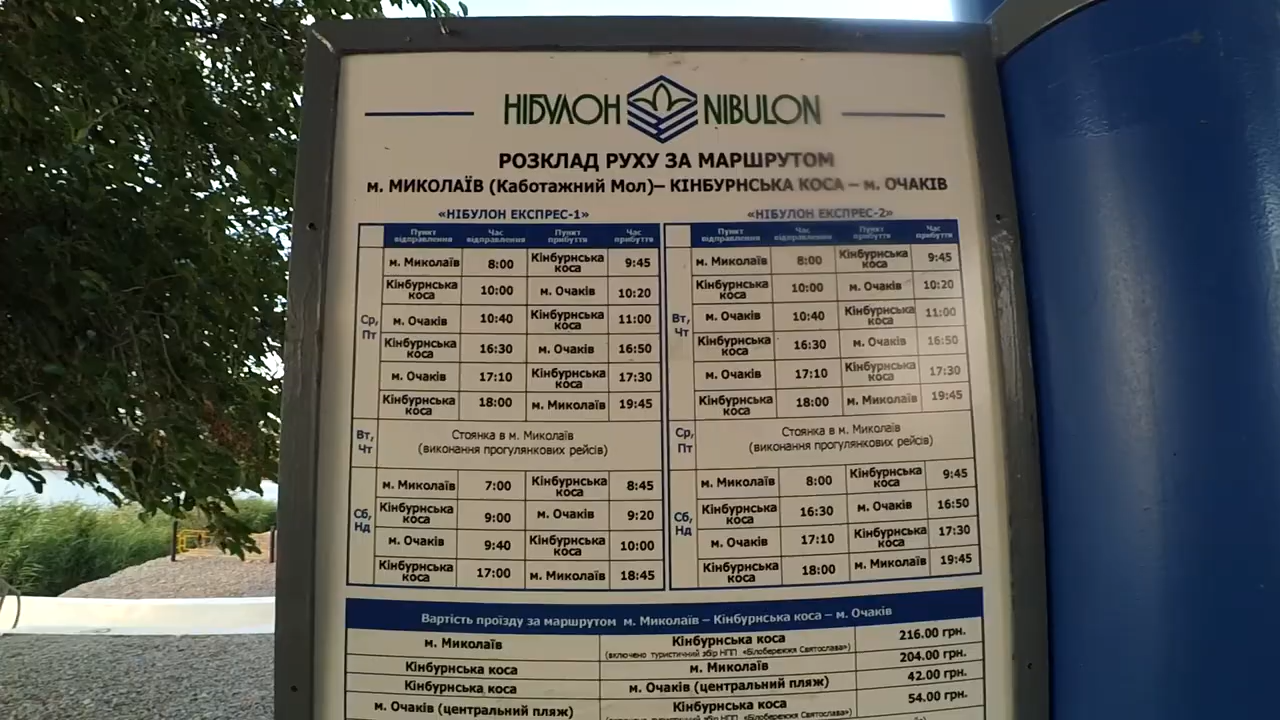 НІБУЛОН NIBULON
РОЗКЛАД РУХУ ЗА МАРШРУТОМ
м. МИКОЛАЇВ (Каботажний Мол)– КІНБУРНСЬКА КОСА – м. ОЧАКІВ
«НІБУЛОН ЕКСПРЕС-1»
Пункт відправлення Час відправлення Пункт прибуття Час прибуття
Ср, Пт
м. Миколаїв 8:00 Кінбурнська коса 9:45
Кінбурнська коса 10:00 м. Очаків 10:20
м. Очаків 10:40 Кінбурнська коса 11:00
Кінбурнська коса 16:30 м. Очаків 16:50
м. Очаків 17:10 Кінбурнська коса 17:30
Кінбурнська коса 18:00 м. Миколаїв 19:45
Вт, Чт
Стоянка в м. Миколаїв
(виконання прогулянкових рейсів)
Сб, Нд
м. Миколаїв 7:00 Кінбурнська коса 8:45
Кінбурнська коса 9:00 м. Очаків 9:20
м. Очаків 9:40 Кінбурнська коса 10:00
Кінбурнська коса 17:00 м. Миколаїв 18:45
«НІБУЛОН ЕКСПРЕС-2»
Пункт відправлення Час відправлення Пункт прибуття Час прибуття
Вт, Чт
м. Миколаїв 8:00 Кінбурнська коса 9:45
Кінбурнська коса 10:00 м. Очаків 10:20
м. Очаків 10:40 Кінбурнська коса 11:00
Кінбурнська коса 16:30 м. Очаків 16:50
м. Очаків 17:10 Кінбурнська коса 17:30
Кінбурнська коса 18:00 м. Миколаїв 19:45
Ср, Пт
Стоянка в м. Миколаїв
(виконання прогулянкових рейсів)
Сб, Нд
м. Миколаїв 8:00 Кінбурнська коса 9:45
Кінбурнська коса 16:30 м. Очаків 16:50
м. Очаків 17:10 Кінбурнська коса 17:30
Кінбурнська коса 18:00 м. Миколаїв 19:45
Вартість проїзду за маршрутом м. Миколаїв – Кінбурнська коса – м. Очаків
м. Миколаїв Кінбурнська коса 216.00 грн.
(включено туристичний збір НПП «Білобережжя Святослава»)
Кінбурнська коса м. Миколаїв 204.00 грн.
Кінбурнська коса м. Очаків (центральний пляж) 42.00 грн.
м. Очаків (центральний пляж) Кінбурнська коса 54.00 грн.